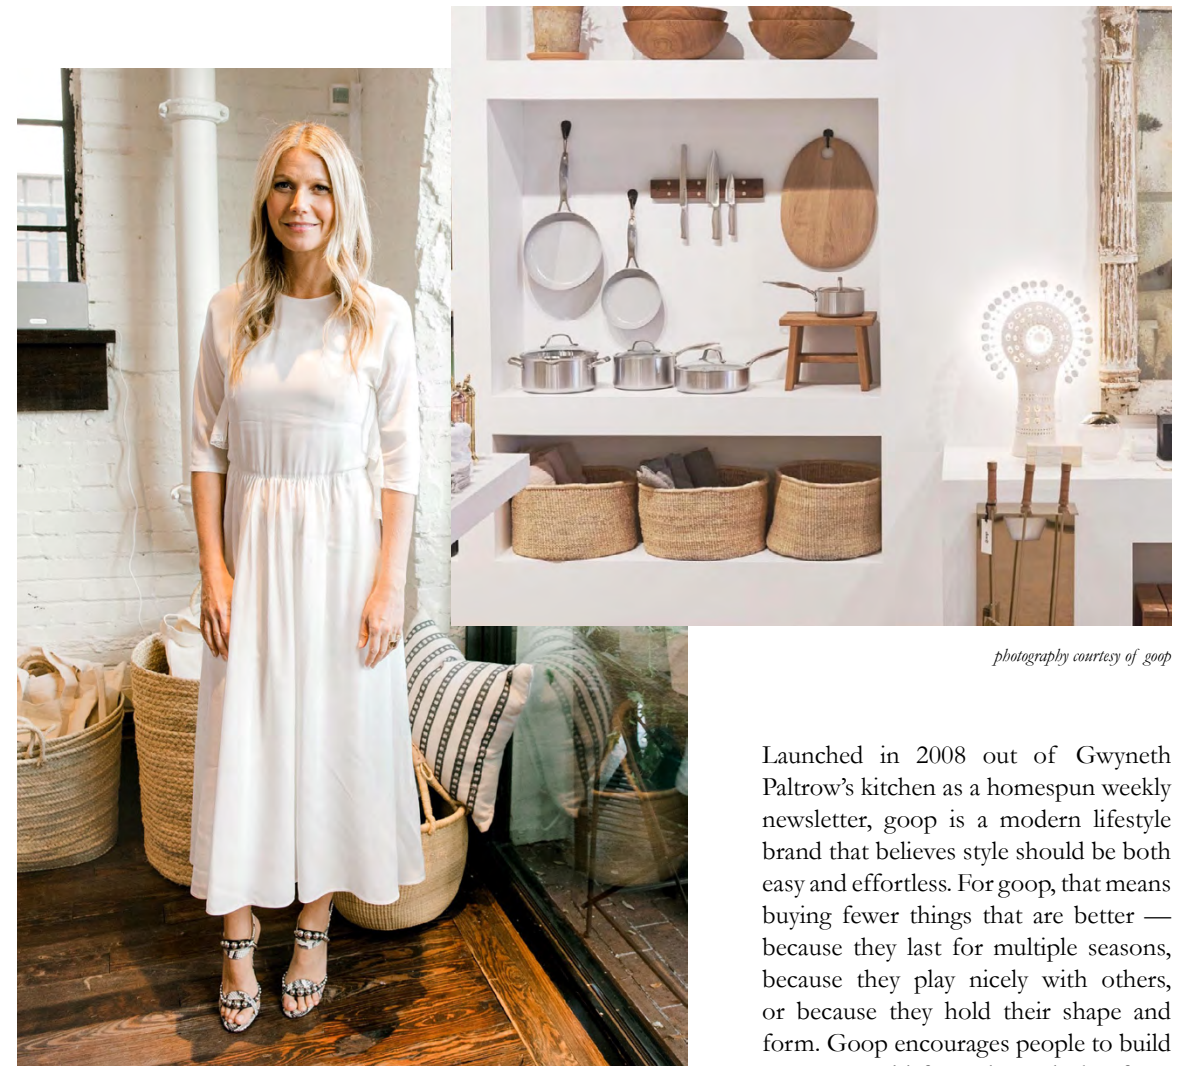 photography courtesy of goop
Launched in 2008 out of Gwyneth
Paltrow’s kitchen as a homespun weekly
newsletter, goop is a modern lifestyle
brand that believes style should be both
easy and effortless. For goop, that means
buying fewer things that are better —
because they last for multiple seasons,
because they play nicely with others,
or because they hold their shape and
form. Goop encourages people to build